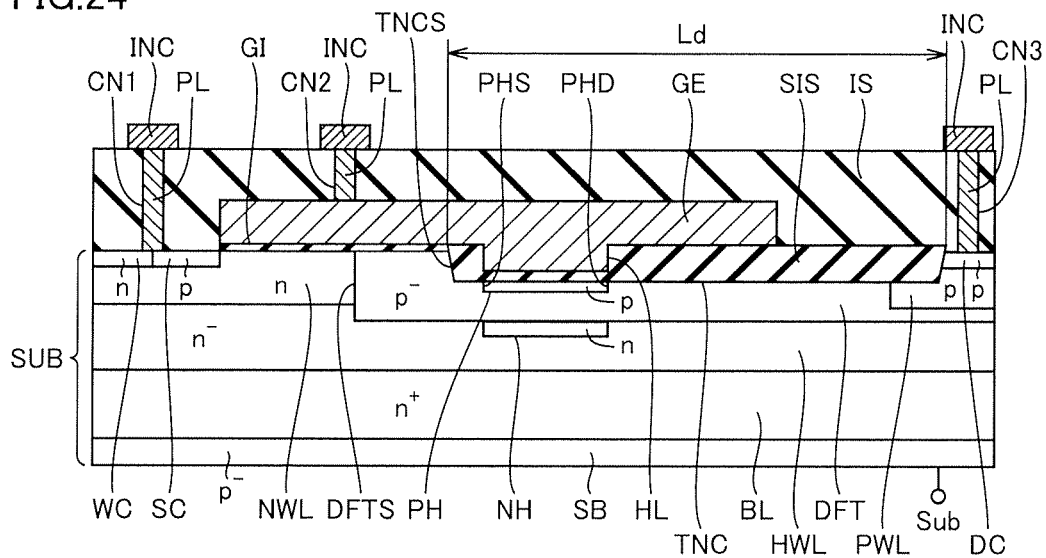 FIG.24
TNCS Ld INC
INC GI INC CN3
CN1 PL CN2 PL PHS PHD GE SIS IS PL
n p n p⁻ p p p
n⁻ n
SUB
n⁺
p⁻
WC SC NWL DFTS PH NH SB HL BL DFT Sub
TNC HWL PWL DC